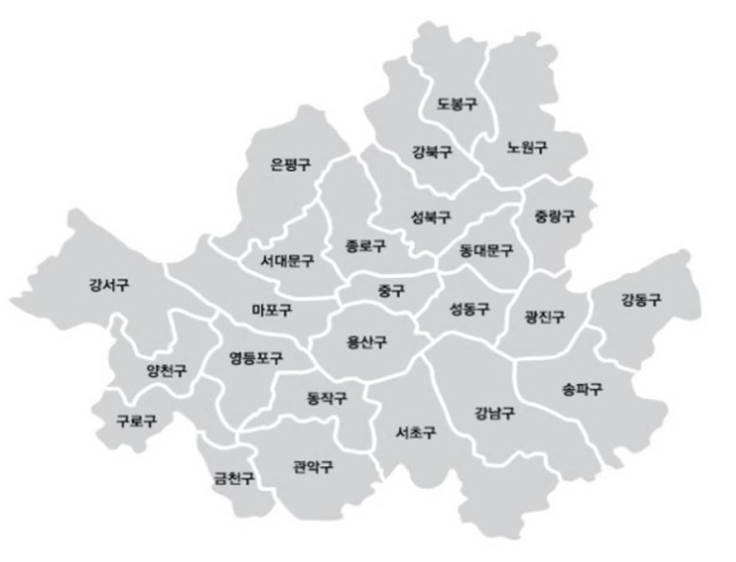 도봉구
노원구
강북구
은평구
성북구
중랑구
종로구
동대문구
서대문구
강서구
중구
강동구
마포구
성동구
광진구
용산구
영등포구
양천구
송파구
동작구
강남구
구로구
서초구
관악구
금천구